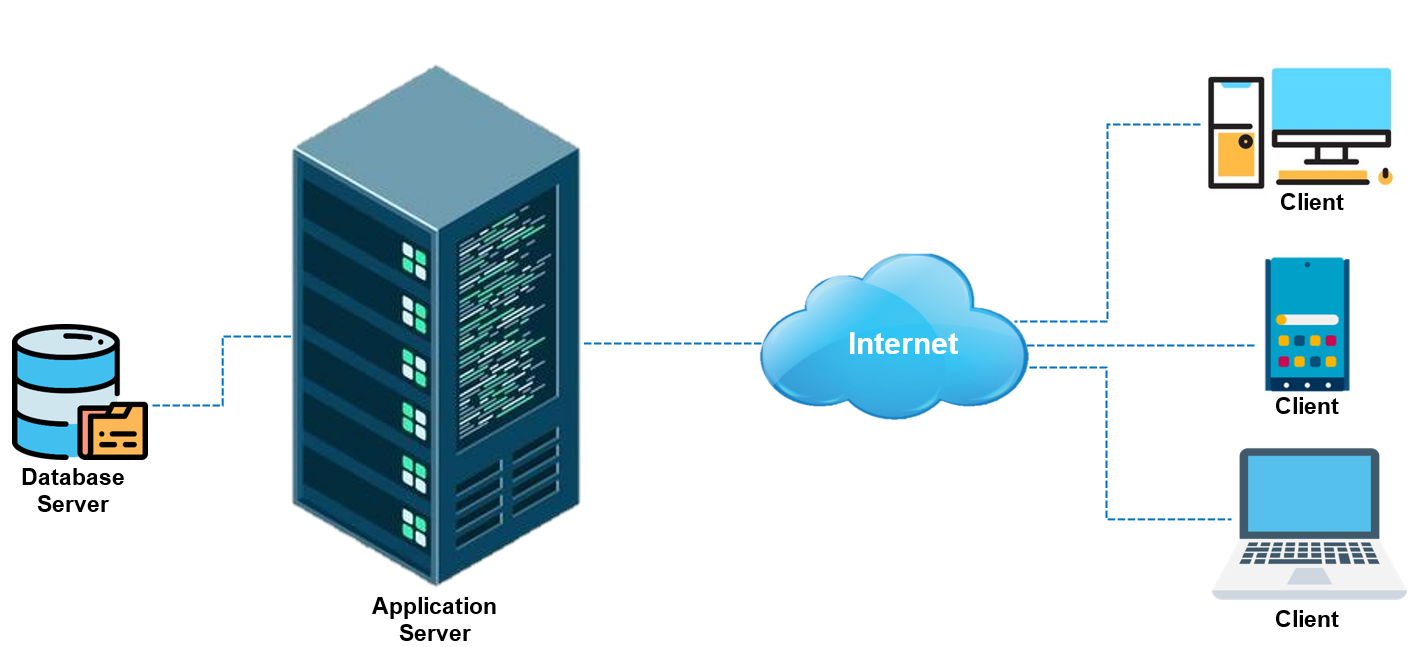 Database
Server
Application
Server
Internet
Client
Client
Client